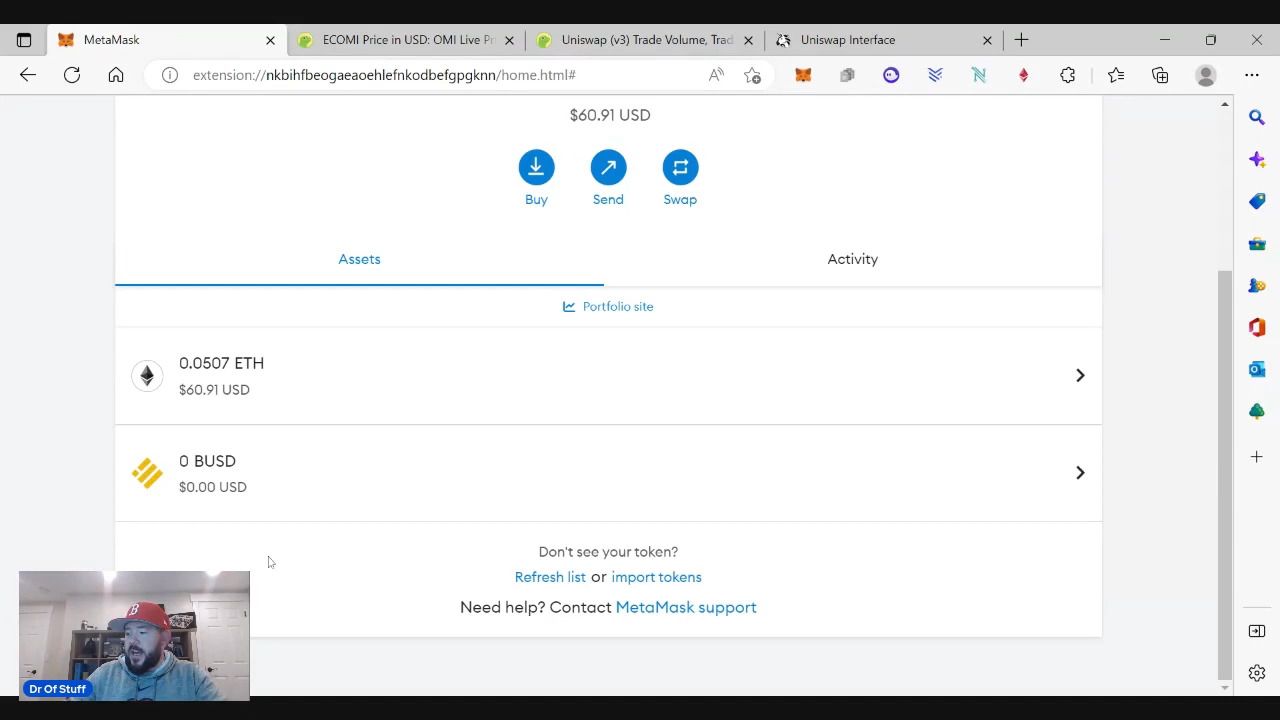 MetaMask
ECOMI Price in USD: OMI Live Pr
Uniswap (v3) Trade Volume, Trad
Uniswap Interface
extension://nkbihfbeogaeaoehlefnkodbefgpgknn/home.html#
$60.91 USD
Buy
Send
Swap
Assets
Activity
Portfolio site
0.0507 ETH
$60.91 USD
0 BUSD
$0.00 USD
Don't see your token?
Refresh list or import tokens
Need help? Contact MetaMask support
B
Dr Of Stuff